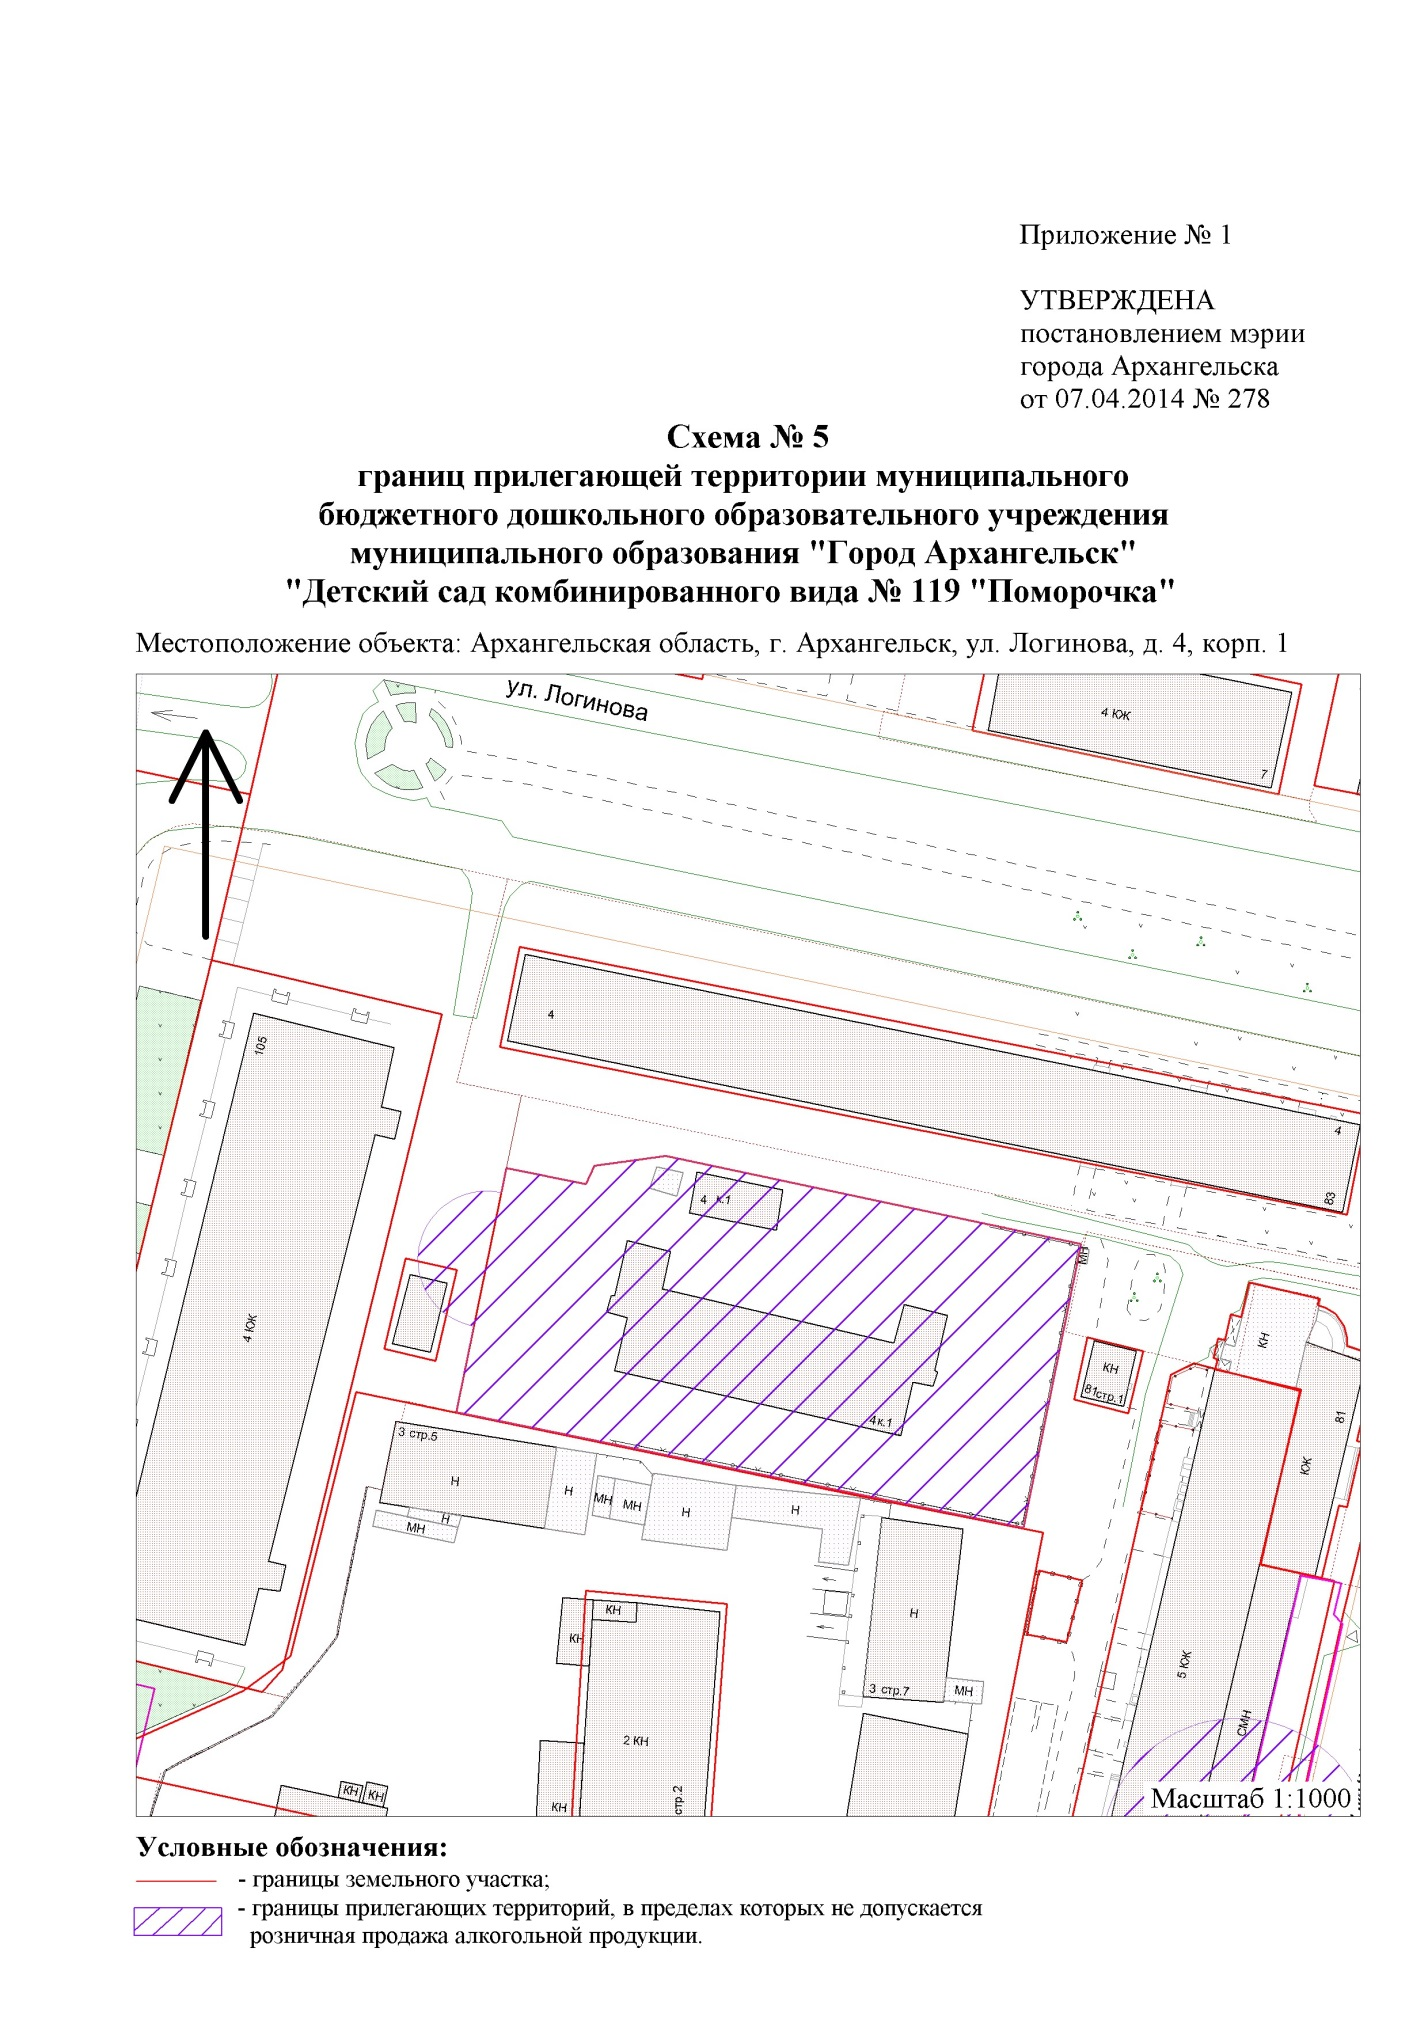 Приложение № 1
УТВЕРЖДЕНА
постановлением мэрии
города Архангельска
от 07.04.2014 № 278
Схема № 5
границ прилегающей территории муниципального
бюджетного дошкольного образовательного учреждения
муниципального образования "Город Архангельск"
"Детский сад комбинированного вида № 119 "Поморочка"
Местоположение объекта: Архангельская область, г. Архангельск, ул. Логинова, д. 4, корп. 1
ул. Логинова
4 КЖ
7
4
105
4
83
4 к.1
МН
4 КЖ
КН
КН
81стр.1
81
4к.1
КЖ
3 стр.5
Н
Н
МН
МН
Н
Н
Н
МН
Н
КН
КН
5 КЖ
3 стр.7
МН
2 КН
СМН
КН
КН
КН
стр.2
Масштаб 1:1000
Условные обозначения:
- границы земельного участка;
- границы прилегающих территорий, в пределах которых не допускается
розничная продажа алкогольной продукции.